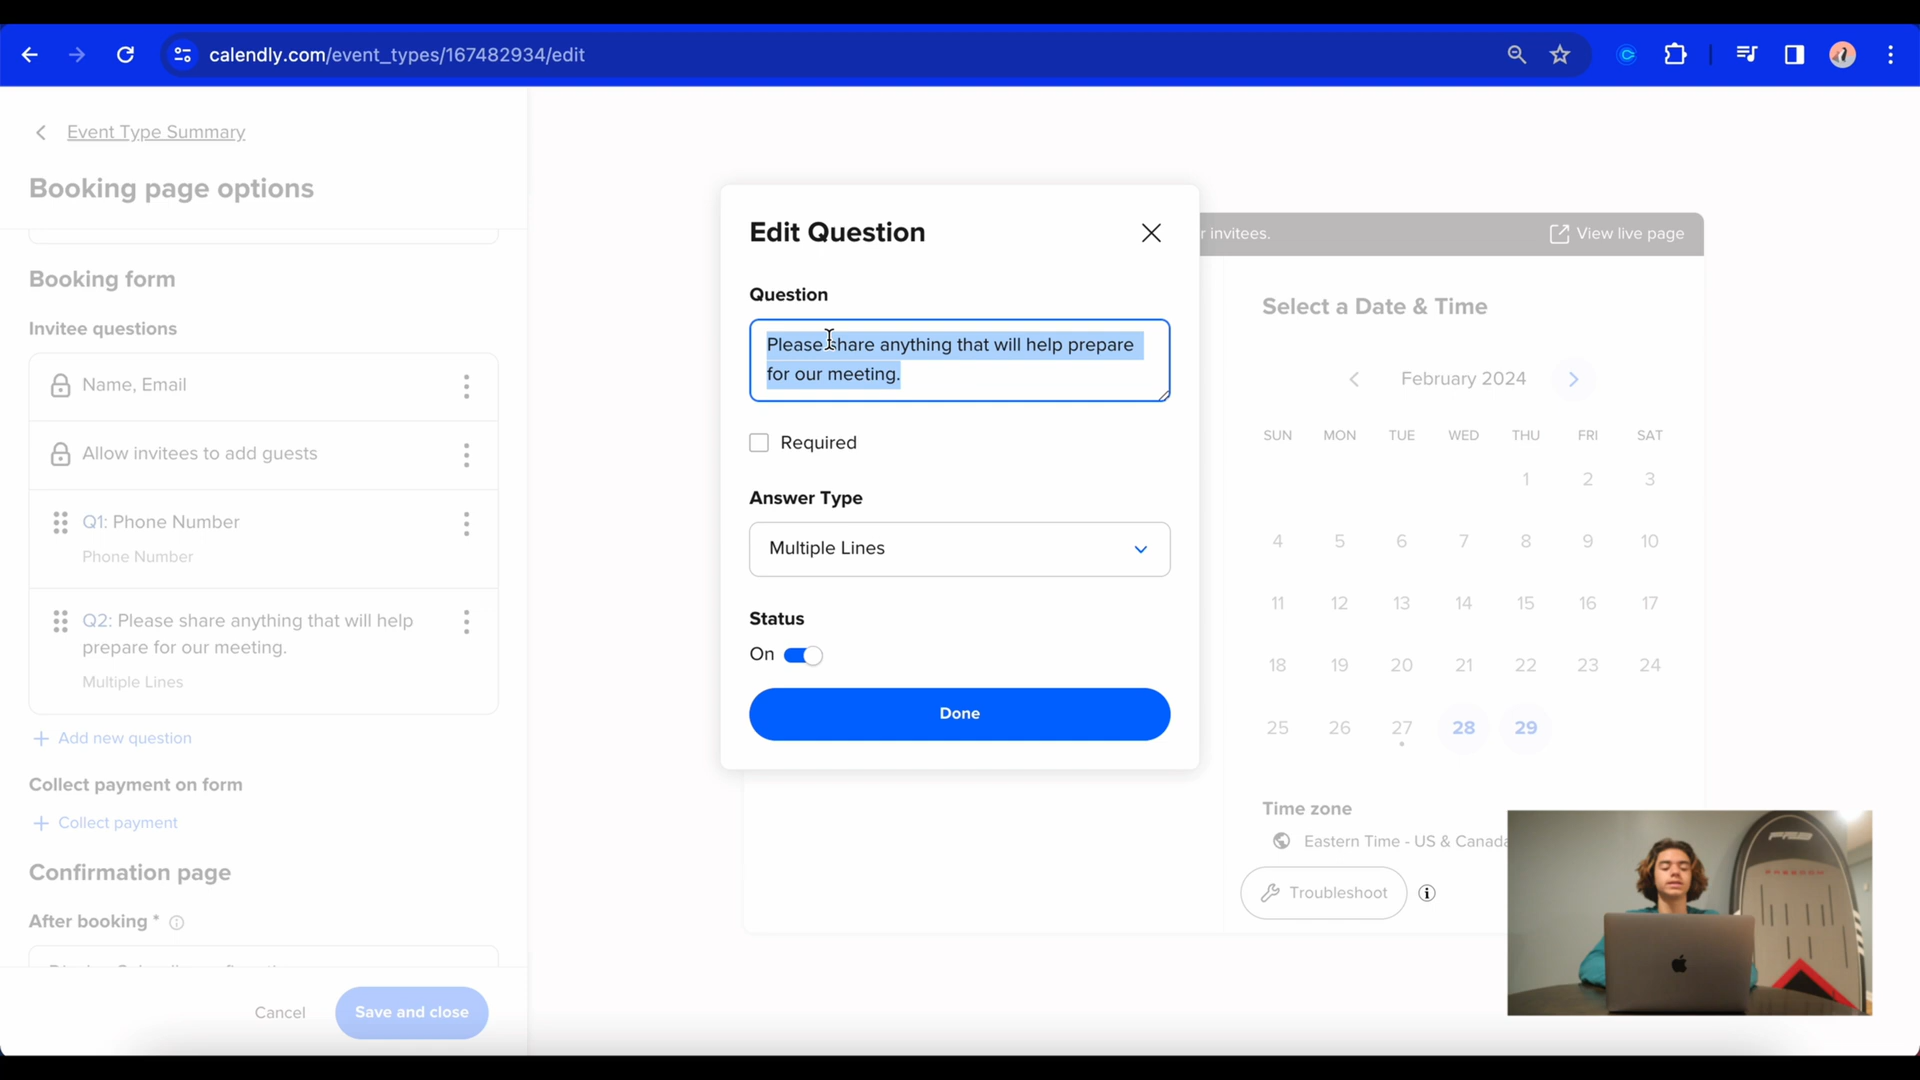 calendly.com/event_types/167482934/edit
Event Type Summary
Booking page options
Booking form
Invitee questions
Name, Email
Allow invitees to add guests
Q1: Phone Number
Phone Number
Q2: Please share anything that will help
prepare for our meeting.
Multiple Lines
+ Add new question
Collect payment on form
+ Collect payment
Confirmation page
After booking *
Cancel
Save and close
Edit Question
Question
Please share anything that will help prepare
for our meeting.
Required
Answer Type
Multiple Lines
Status
On
Done
invitees.
View live page
Select a Date & Time
February 2024
SUN MON TUE WED THU FRI SAT
1 2 3
4 5 6 7 8 9 10
11 12 13 14 15 16 17
18 19 20 21 22 23 24
25 26 27 28 29
Time zone
Eastern Time - US & Canada
Troubleshoot